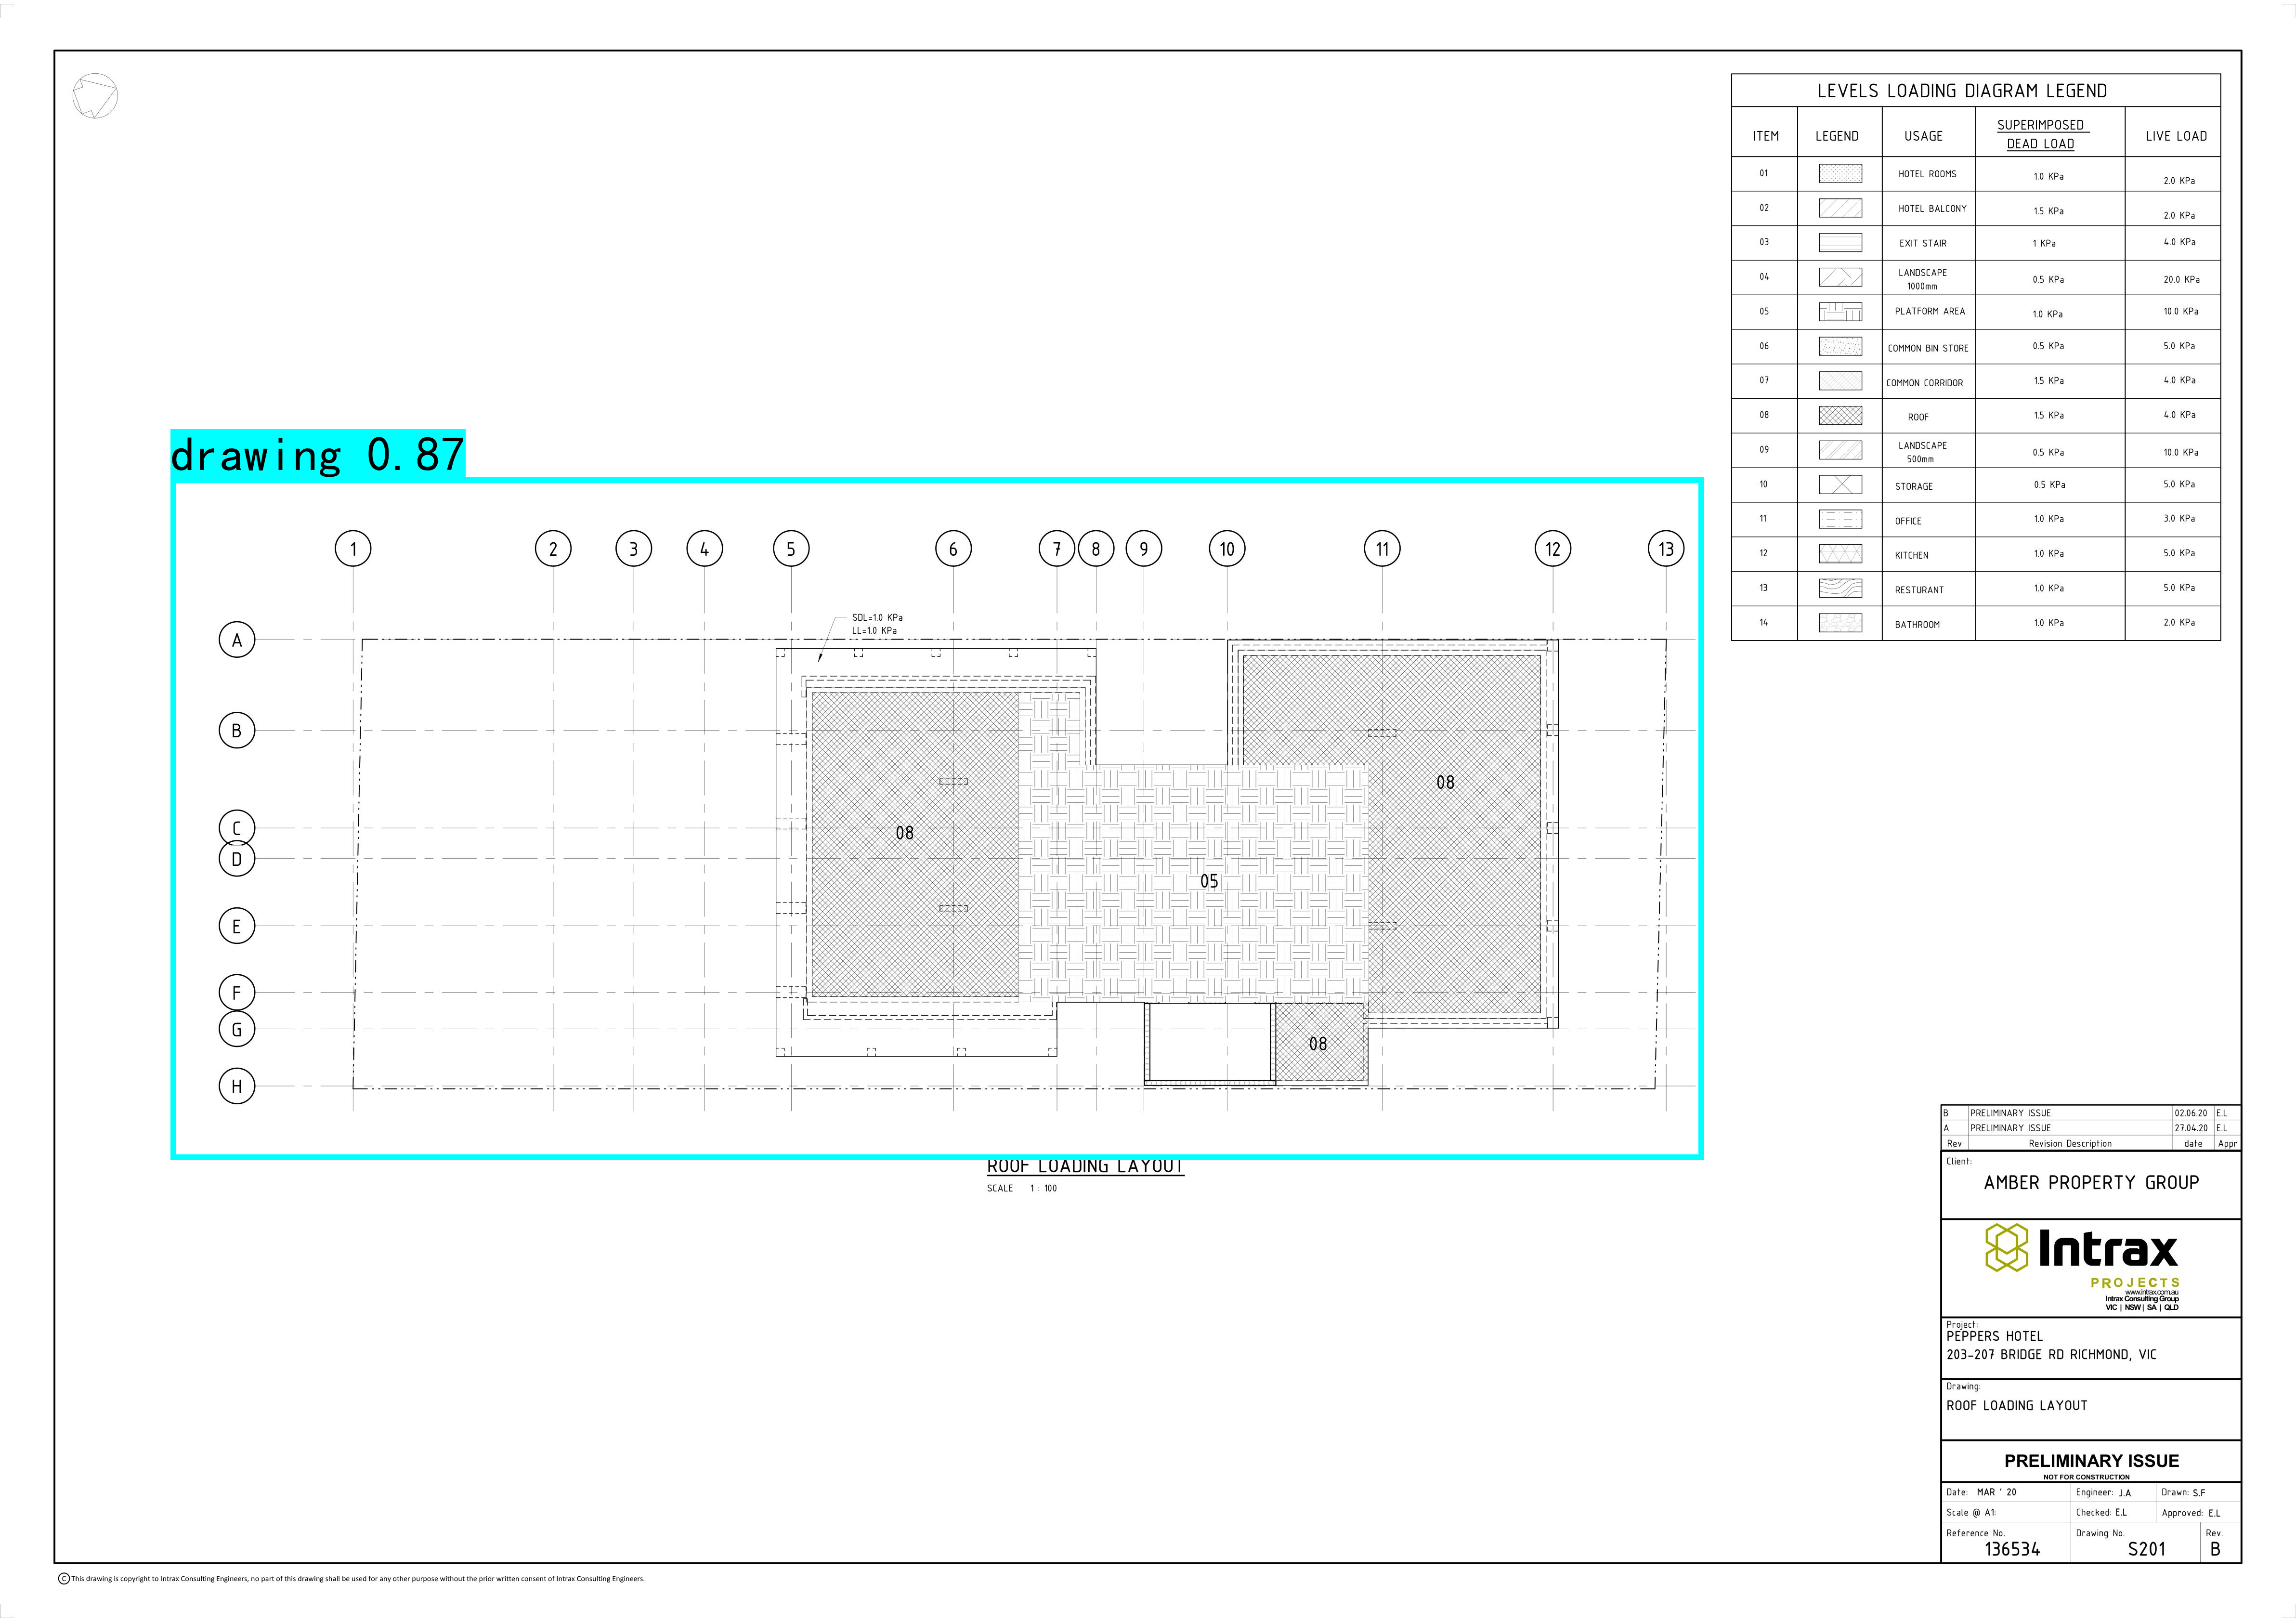 LEVELS LOADING DIAGRAM LEGEND
ITEM LEGEND USAGE SUPERIMPOSED DEAD LOAD LIVE LOAD
01 HOTEL ROOMS 1.0 KPa 2.0 KPa
02 HOTEL BALCONY 1.5 KPa 2.0 KPa
03 EXIT STAIR 1 KPa 4.0 KPa
04 LANDSCAPE 1000mm 0.5 KPa 20.0 KPa
05 PLATFORM AREA 1.0 KPa 10.0 KPa
06 COMMON BIN STORE 0.5 KPa 5.0 KPa
07 COMMON CORRIDOR 1.5 KPa 4.0 KPa
08 ROOF 1.5 KPa 4.0 KPa
09 LANDSCAPE 500mm 0.5 KPa 10.0 KPa
10 STORAGE 0.5 KPa 5.0 KPa
11 OFFICE 1.0 KPa 3.0 KPa
12 KITCHEN 1.0 KPa 5.0 KPa
13 RESTURANT 1.0 KPa 5.0 KPa
14 BATHROOM 1.0 KPa 2.0 KPa
drawing 0.87
1 2 3 4 5 6 7 8 9 10 11 12 13
SDL=1.0 KPa
LL=1.0 KPa
A
B
08
C
08
D
05
E
F
G
08
H
ROOF LOADING LAYOUT
SCALE 1 : 100
B PRELIMINARY ISSUE 02.06.20 E.L
A PRELIMINARY ISSUE 27.04.20 E.L
Rev Revision Description date Appr
Client:
AMBER PROPERTY GROUP
Intrax
PROJECTS
www.intrax.com.au
Intrax Consulting Group
VIC | NSW | SA | QLD
Project:
PEPPERS HOTEL
203-207 BRIDGE RD RICHMOND, VIC
Drawing:
ROOF LOADING LAYOUT
PRELIMINARY ISSUE
NOT FOR CONSTRUCTION
Date: MAR ' 20 Engineer: J.A Drawn: S.F
Scale @ A1: Checked: E.L Approved: E.L
Reference No. Drawing No. Rev.
136534 S201 B
C This drawing is copyright to Intrax Consulting Engineers, no part of this drawing shall be used for any other purpose without the prior written consent of Intrax Consulting Engineers.